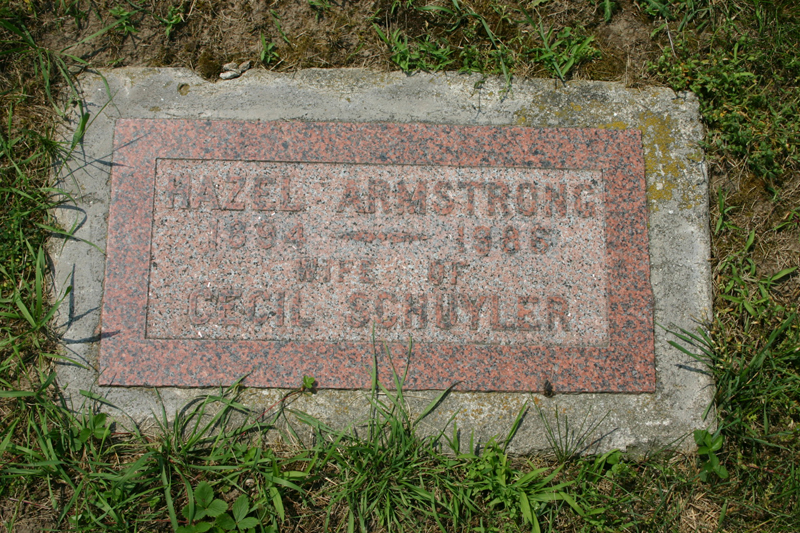 HAZEL ARMSTRONG
1894 — 1986
WIFE OF
CECIL SCHUYLER